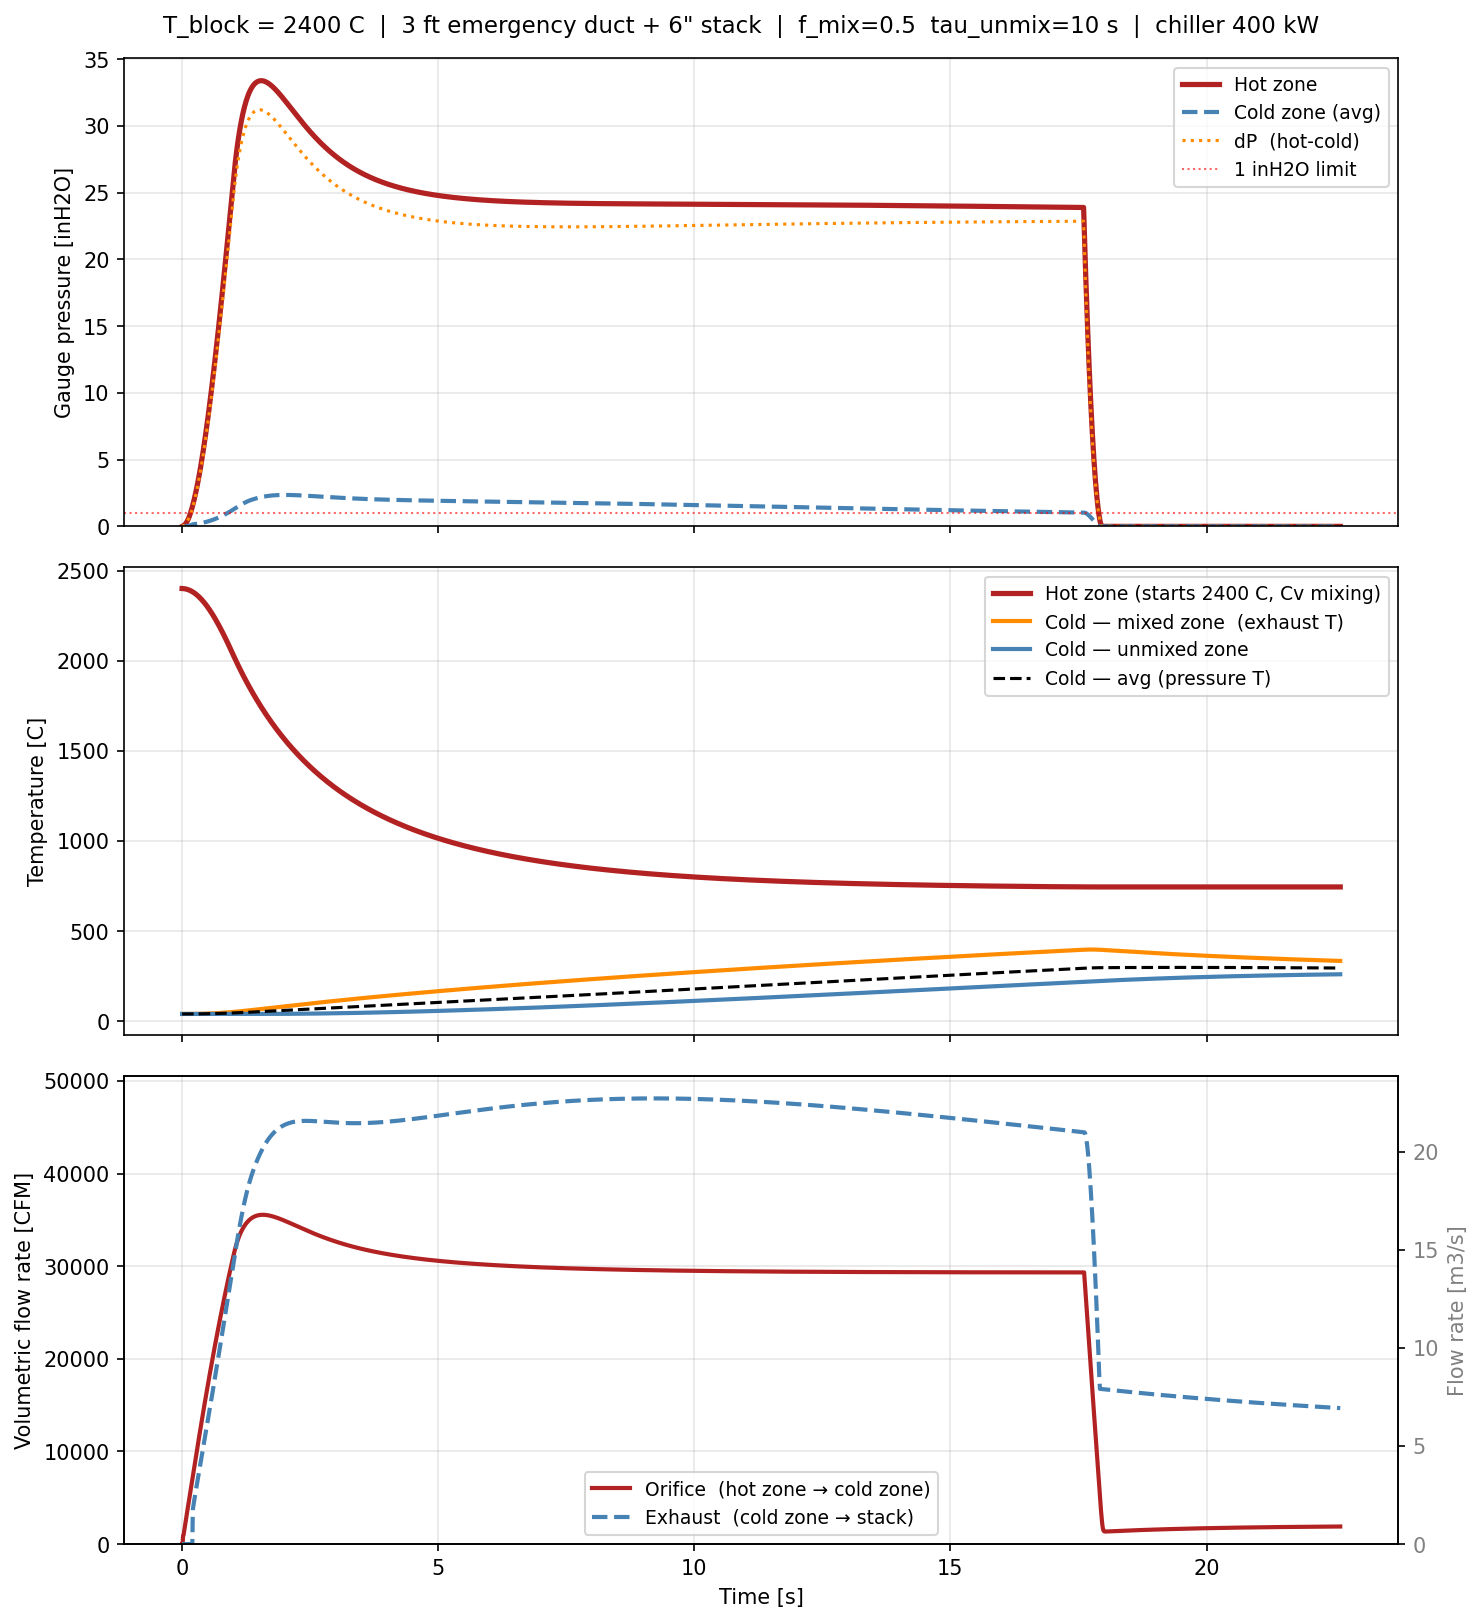 T_block = 2400 C | 3 ft emergency duct + 6" stack | f_mix=0.5 tau_unmix=10 s | chiller 400 kW
35
30
25
20
15
10
5
0
Gauge pressure [inH2O]
Hot zone
Cold zone (avg)
dP (hot-cold)
1 inH2O limit
2500
2000
1500
1000
500
0
Temperature [C]
Hot zone (starts 2400 C, Cv mixing)
Cold — mixed zone (exhaust T)
Cold — unmixed zone
Cold — avg (pressure T)
50000
40000
30000
20000
10000
0
Volumetric flow rate [CFM]
Orifice (hot zone → cold zone)
Exhaust (cold zone → stack)
20
15
10
5
0
Flow rate [m3/s]
0 5 10 15 20
Time [s]